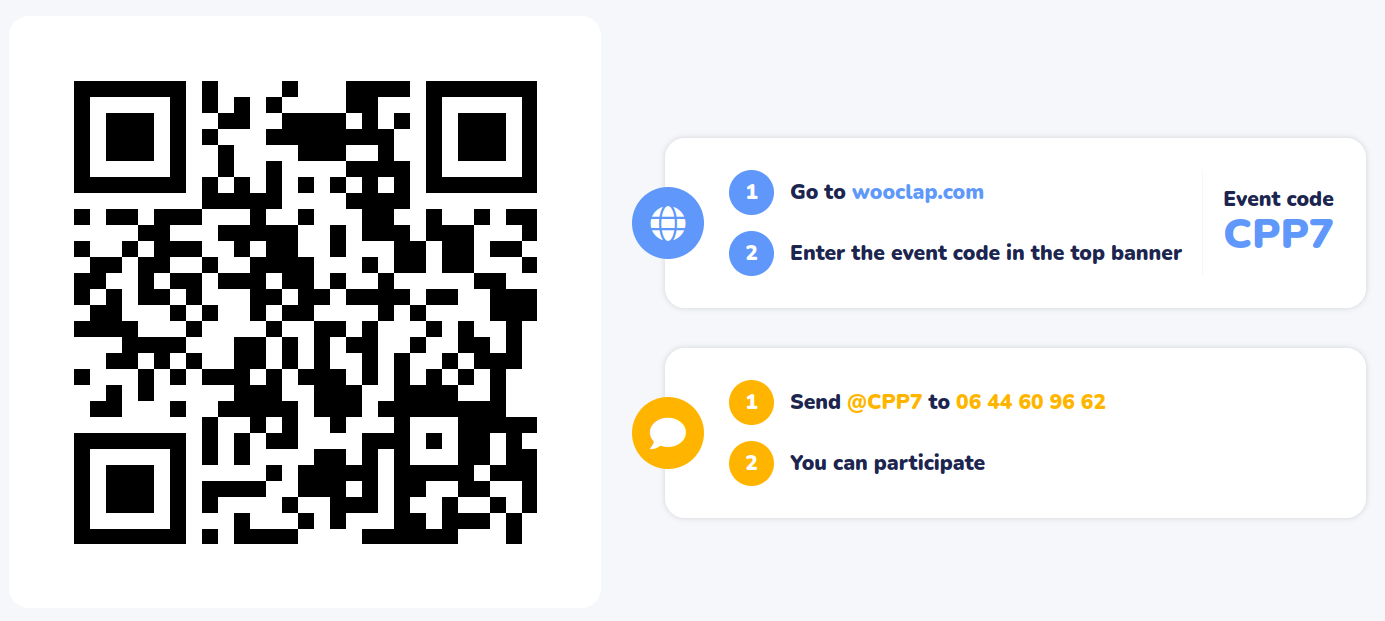 1 Go to wooclap.com
2 Enter the event code in the top banner
Event code
CPP7
1 Send @CPP7 to 06 44 60 96 62
2 You can participate